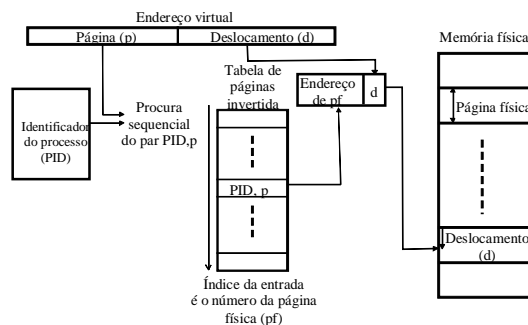 Endereço virtual
Página (p)
Deslocamento (d)
Memória física
Tabela de
páginas
invertida
Endereço
de pf
d
Página física
Identificador
do processo
(PID)
Procura
sequencial
do par PID,p
PID, p
Deslocamento
(d)
Índice da entrada
é o número da página
física (pf)